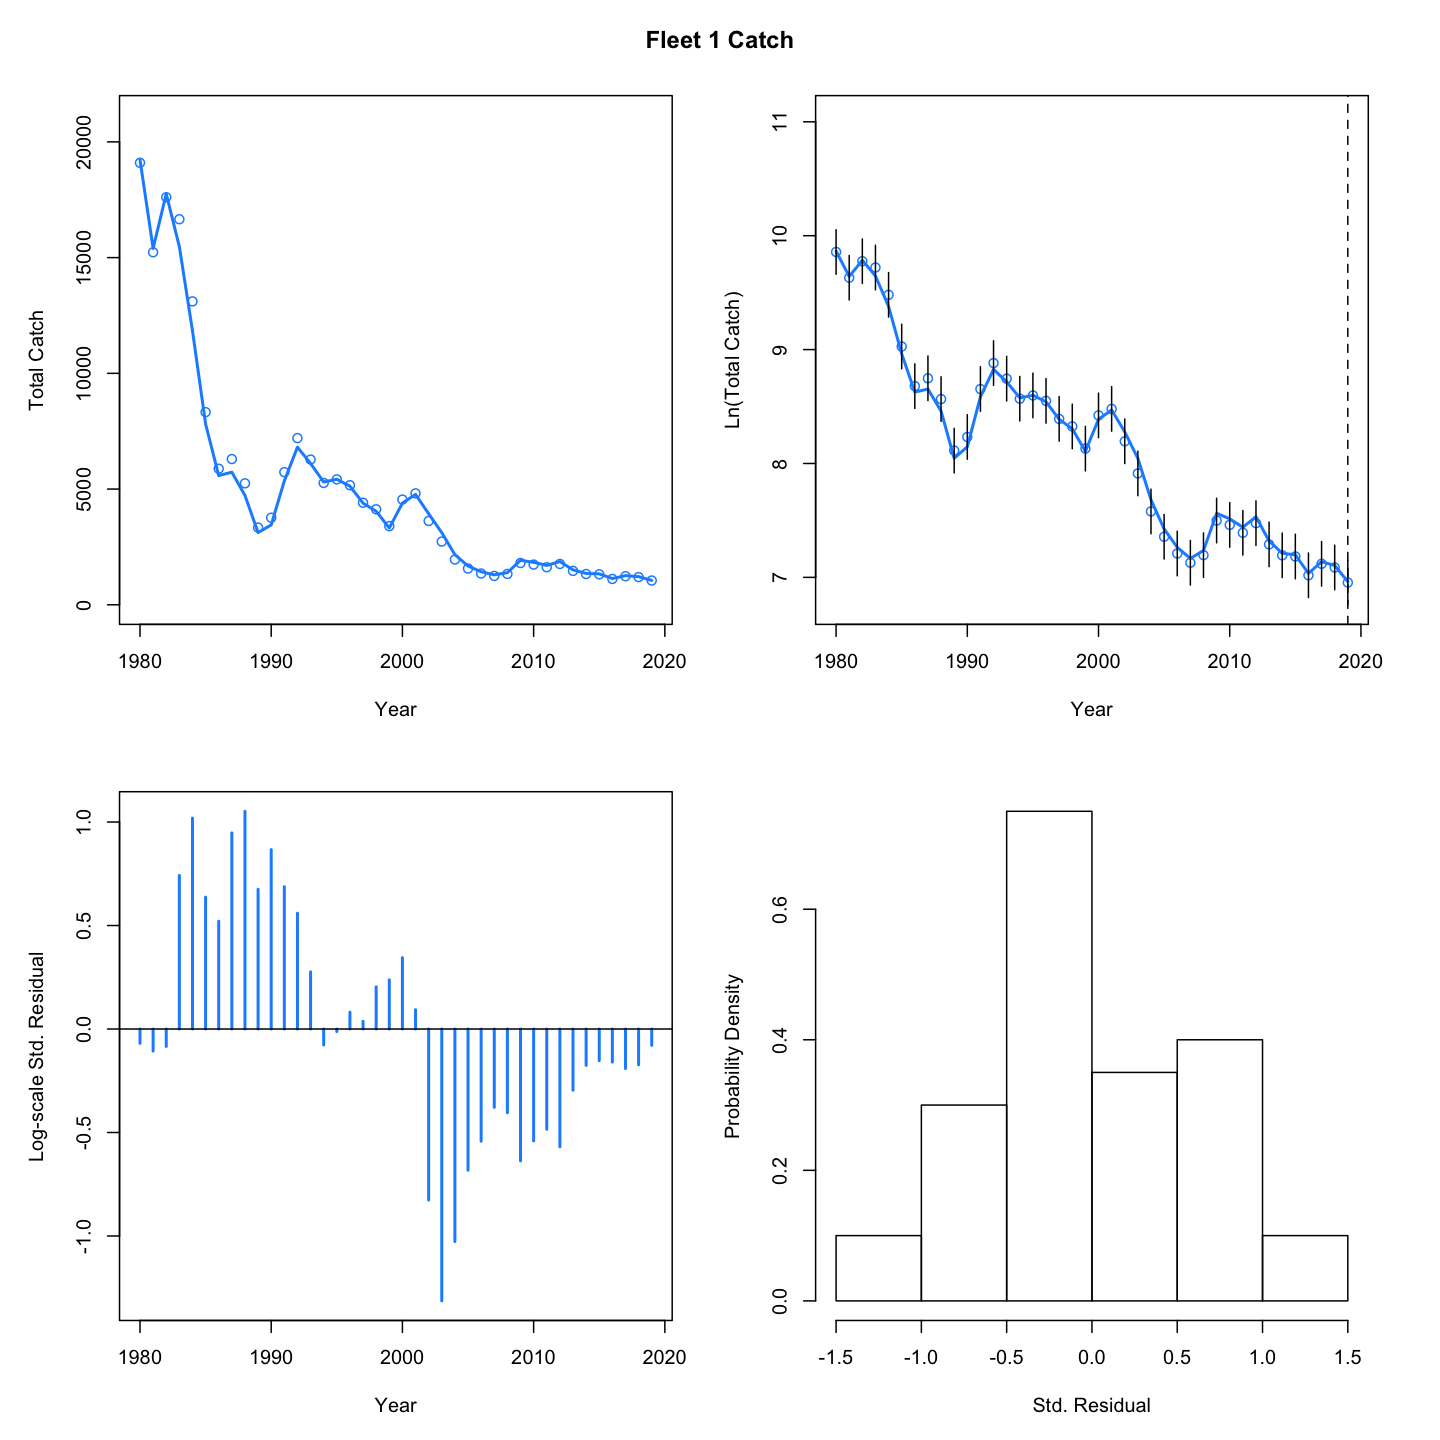 Fleet 1 Catch
Total Catch
20000
15000
10000
5000
0
1980 1990 2000 2010 2020
Year
Ln(Total Catch)
11
10
9
8
7
1980 1990 2000 2010 2020
Year
Log-scale Std. Residual
1.0
0.5
0.0
-0.5
-1.0
1980 1990 2000 2010 2020
Year
Probability Density
0.6
0.4
0.2
0.0
-1.5 -1.0 -0.5 0.0 0.5 1.0 1.5
Std. Residual